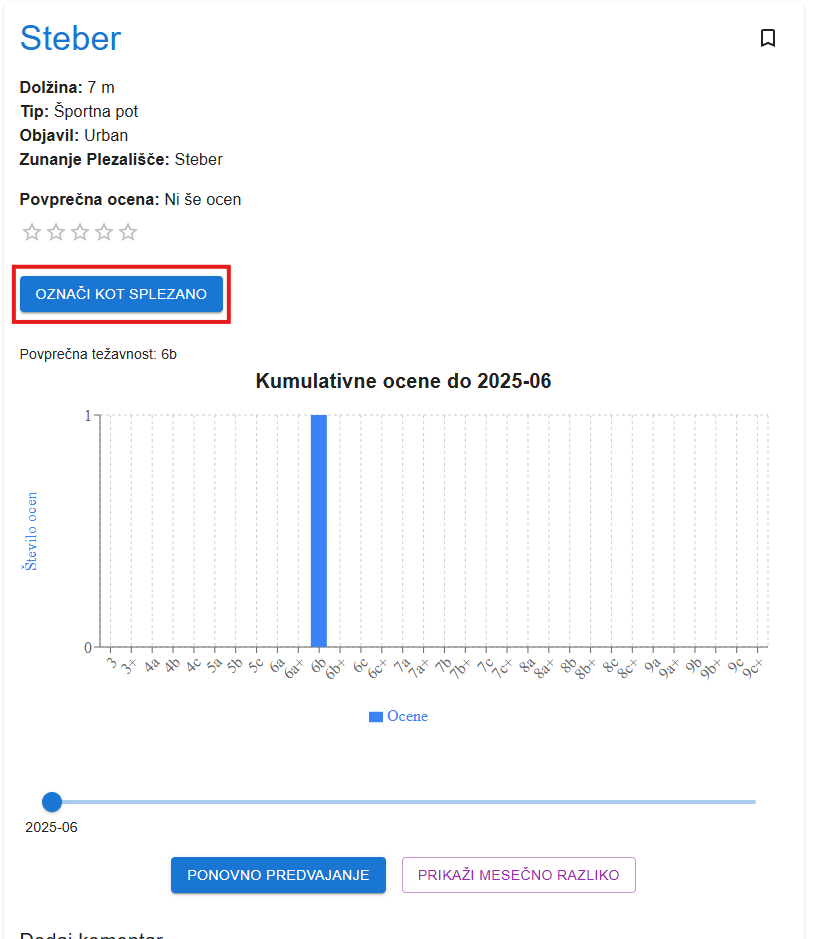 Steber
Dolžina: 7 m
Tip: Športna pot
Objavil: Urban
Zunanje Plezališče: Steber
Povprečna ocena: Ni še ocen
OZNAČI KOT SPLEZANO
Povprečna težavnost: 6b
Kumulativne ocene do 2025-06
1
Število ocen
0
3 3+ 4a 4b 4c 5a 5b 5c 6a 6a+ 6b 6b+ 6c 6c+ 7a 7a+ 7b 7b+ 7c 7c+ 8a 8a+ 8b 8b+ 8c 8c+ 9a 9a+ 9b 9b+ 9c 9c+
Ocene
2025-06
PONOVNO PREDVAJANJE PRIKAŽI MESEČNO RAZLIKO
Dodaj komentar